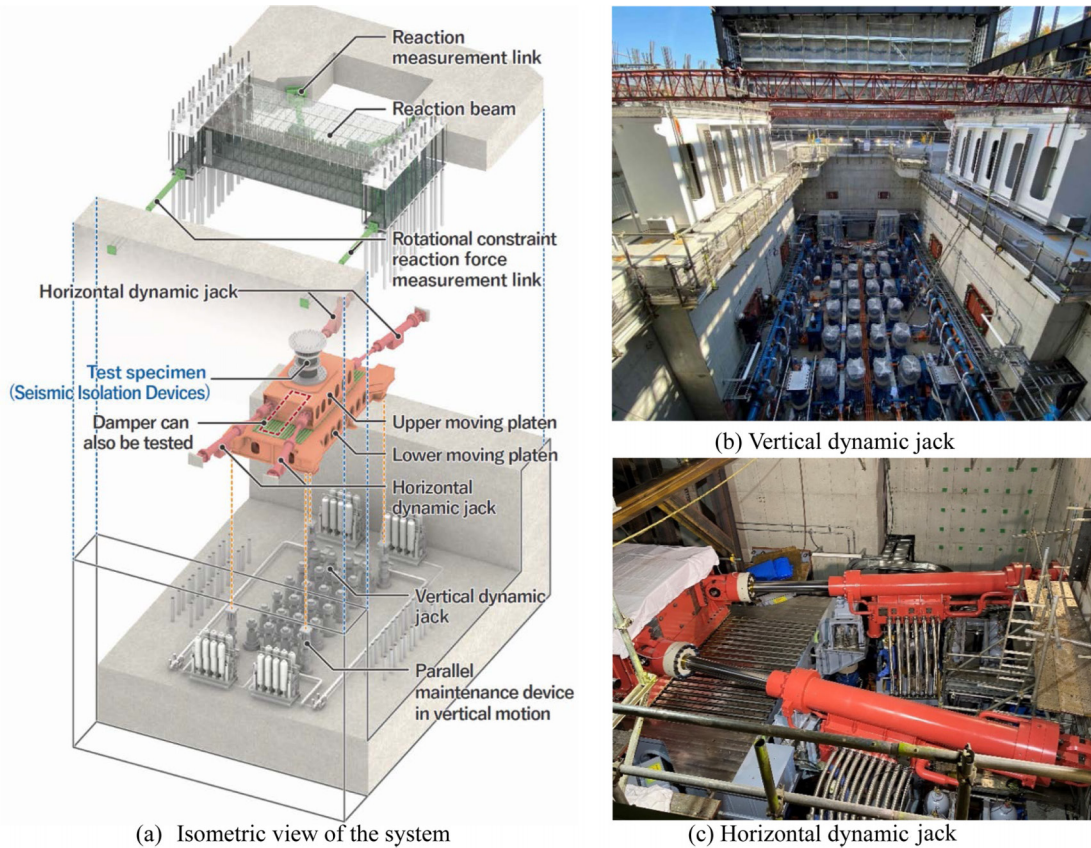 Reaction
measurement link
Reaction beam
Rotational constraint
reaction force
measurement link
Horizontal dynamic jack
Test specimen
(Seismic Isolation Devices)
Damper can
also be tested
Upper moving platen
Lower moving platen
Horizontal
dynamic jack
Vertical dynamic
jack
Parallel
maintenance device
in vertical motion
(a) Isometric view of the system
(b) Vertical dynamic jack
(c) Horizontal dynamic jack